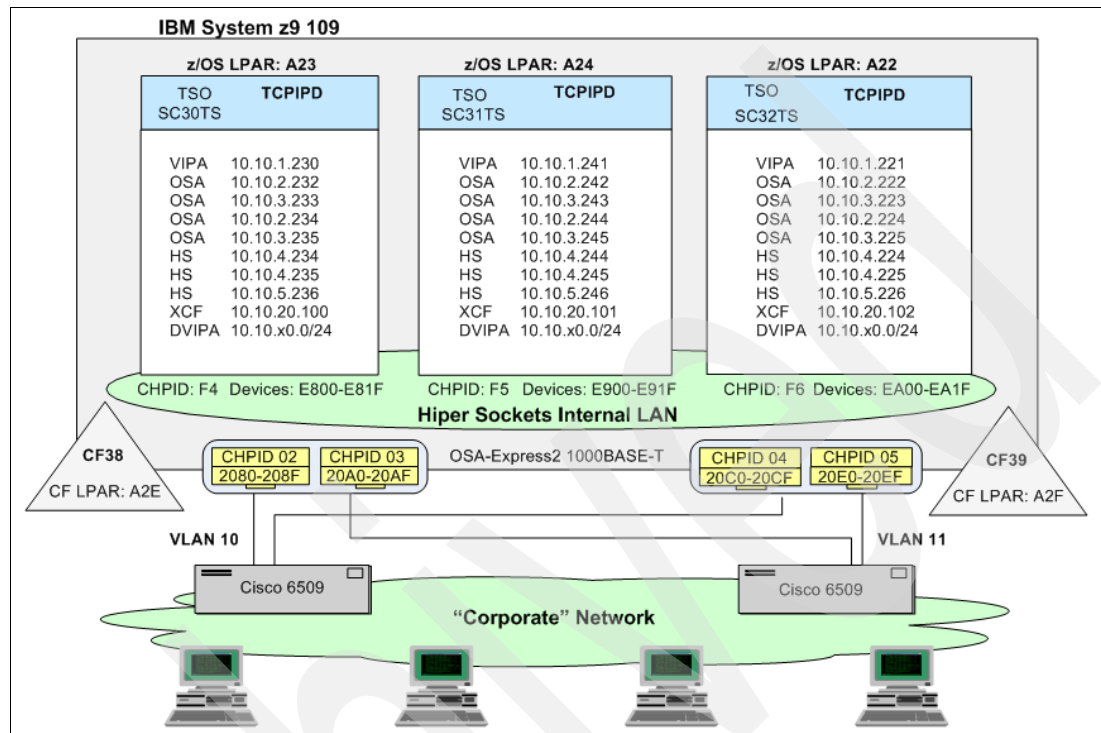 IBM System z9 109
z/OS LPAR: A23
z/OS LPAR: A24
z/OS LPAR: A22
TSO TCPIPD
SC30TS
TSO TCPIPD
SC31TS
TSO TCPIPD
SC32TS
VIPA 10.10.1.230
OSA 10.10.2.232
OSA 10.10.3.233
OSA 10.10.2.234
OSA 10.10.3.235
HS 10.10.4.234
HS 10.10.4.235
HS 10.10.5.236
XCF 10.10.20.100
DVIPA 10.10.x0.0/24
VIPA 10.10.1.241
OSA 10.10.2.242
OSA 10.10.3.243
OSA 10.10.2.244
OSA 10.10.3.245
HS 10.10.4.244
HS 10.10.4.245
HS 10.10.5.246
XCF 10.10.20.101
DVIPA 10.10.x0.0/24
VIPA 10.10.1.221
OSA 10.10.2.222
OSA 10.10.3.223
OSA 10.10.2.224
OSA 10.10.3.225
HS 10.10.4.224
HS 10.10.4.225
HS 10.10.5.226
XCF 10.10.20.102
DVIPA 10.10.x0.0/24
CHPID: F4 Devices: E800-E81F
CHPID: F5 Devices: E900-E91F
CHPID: F6 Devices: EA00-EA1F
Hiper Sockets Internal LAN
CF38
CF LPAR: A2E
CHPID 02
2080-208F
CHPID 03
20A0-20AF
OSA-Express2 1000BASE-T
CHPID 04
20C0-20CF
CHPID 05
20E0-20EF
CF39
CF LPAR: A2F
VLAN 10
VLAN 11
Cisco 6509
Cisco 6509
“Corporate” Network